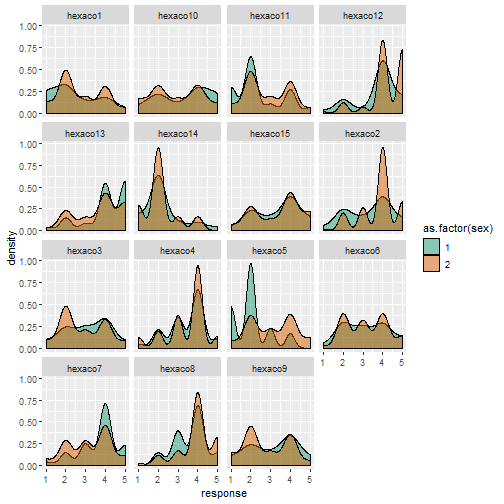 hexaco1 hexaco10 hexaco11 hexaco12
1.00
0.75
0.50
0.25
0.00
hexaco13 hexaco14 hexaco15 hexaco2
1.00
0.75
0.50
0.25
0.00
hexaco3 hexaco4 hexaco5 hexaco6
1.00
0.75
0.50
0.25
0.00
1 2 3 4 5
hexaco7 hexaco8 hexaco9
1.00
0.75
0.50
0.25
0.00
1 2 3 4 5 1 2 3 4 5 1 2 3 4 5
response
density
as.factor(sex)
1
2